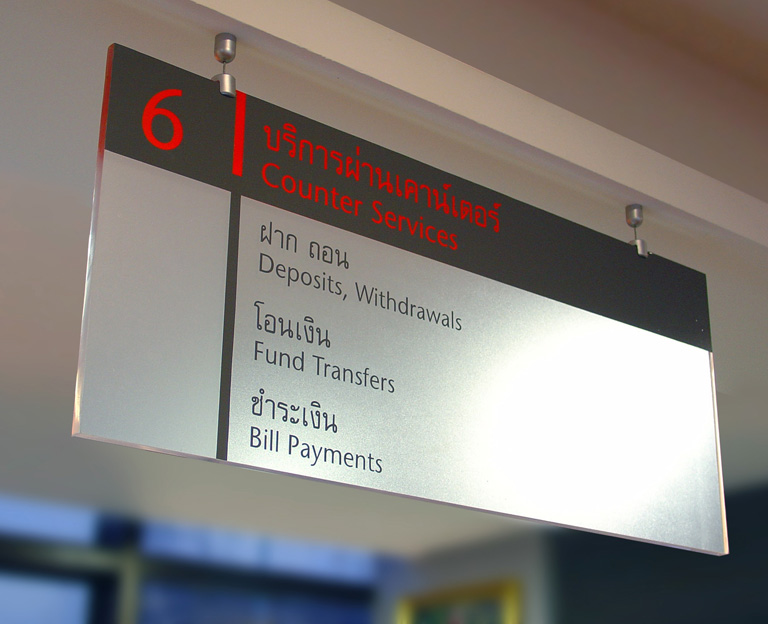 6
บริการผ่านเคาน์เตอร์
Counter Services
ฝาก ถอน
Deposits, Withdrawals
โอนเงิน
Fund Transfers
ชำระเงิน
Bill Payments